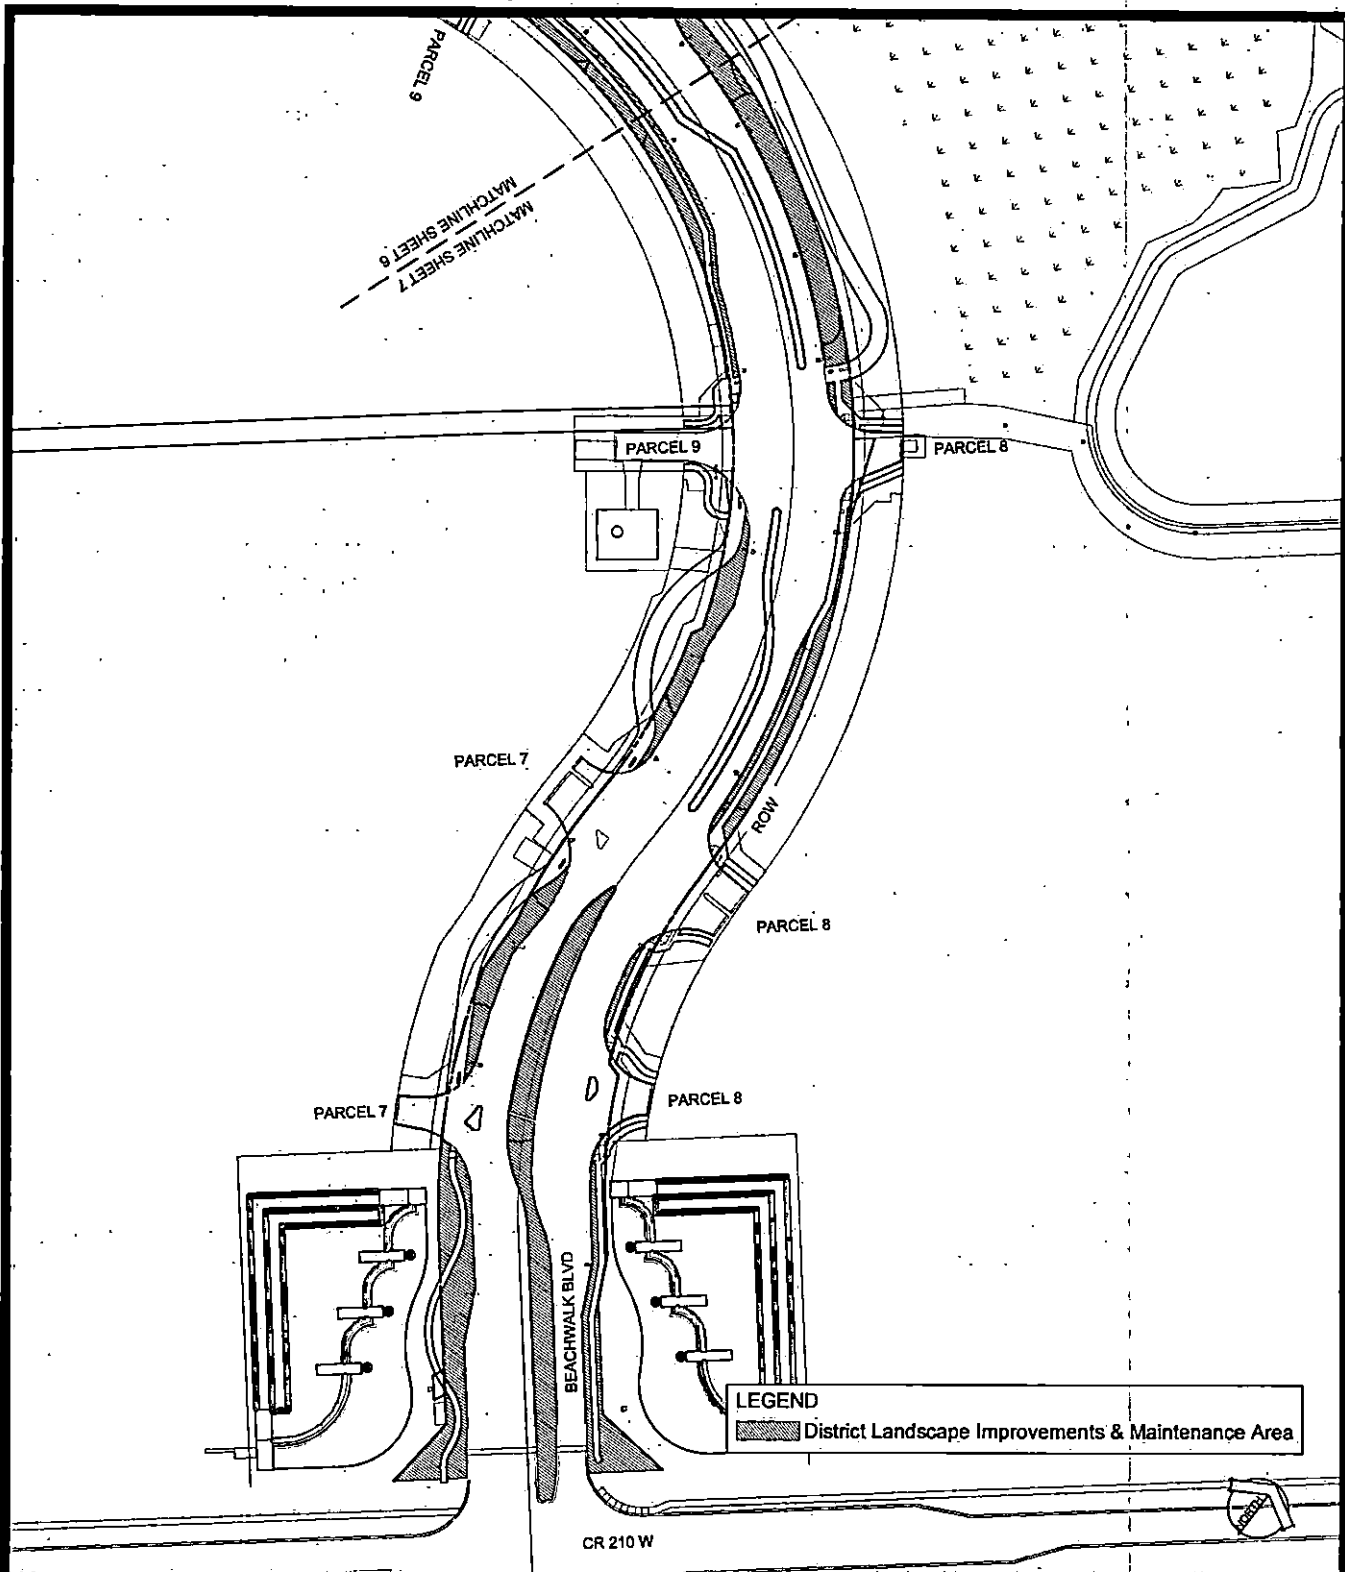 PARCEL 9
MATCHLINE SHEET 6
MATCHLINE SHEET 7
PARCEL 9
PARCEL 8
PARCEL 7
ROW
PARCEL 8
PARCEL 7
PARCEL 8
BEACHWALK BLVD
LEGEND
District Landscape Improvements & Maintenance Area
NORTH
CR 210 W